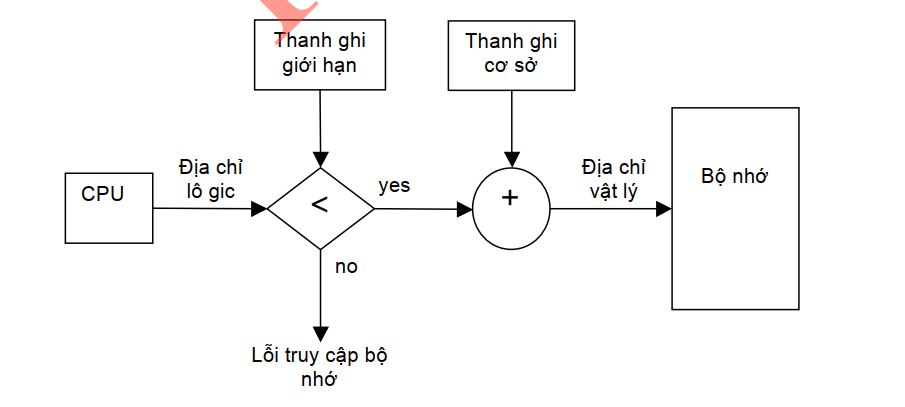 Thanh ghi
giới hạn
Thanh ghi
cơ sở
CPU
Địa chỉ
lô gic
<
yes
+
Địa chỉ
vật lý
Bộ nhớ
no
Lỗi truy cập bộ
nhớ